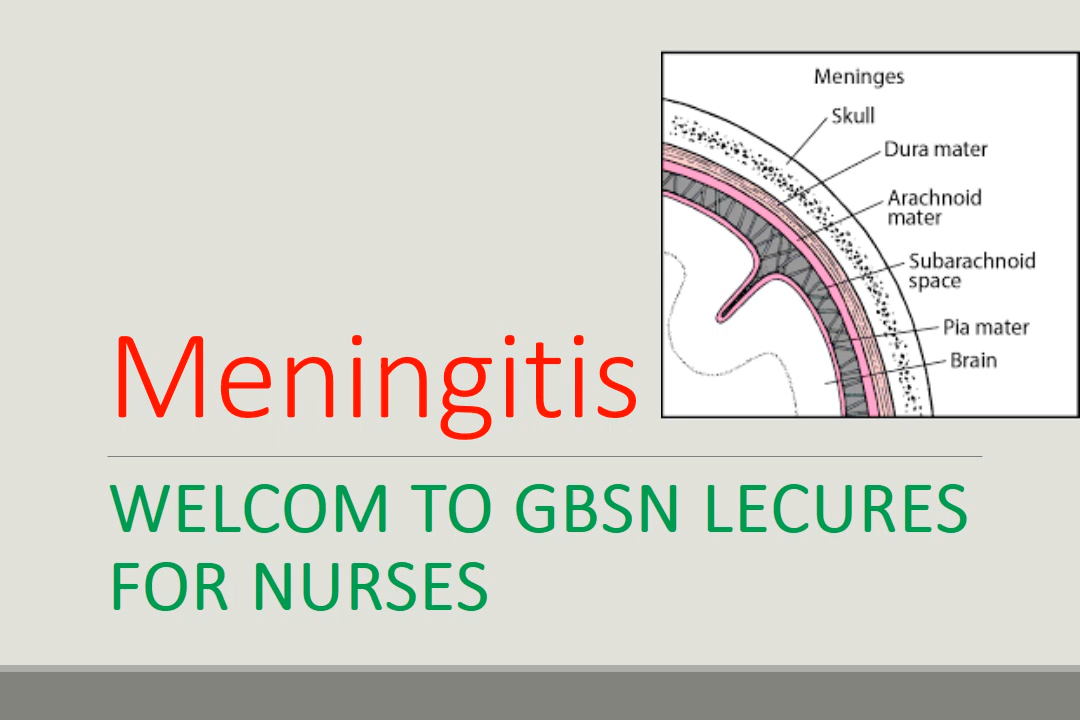 Meninges
Skull
Dura mater
Arachnoid
mater
Subarachnoid
space
Pia mater
Brain
Meningitis
WELCOM TO GBSN LECURES
FOR NURSES